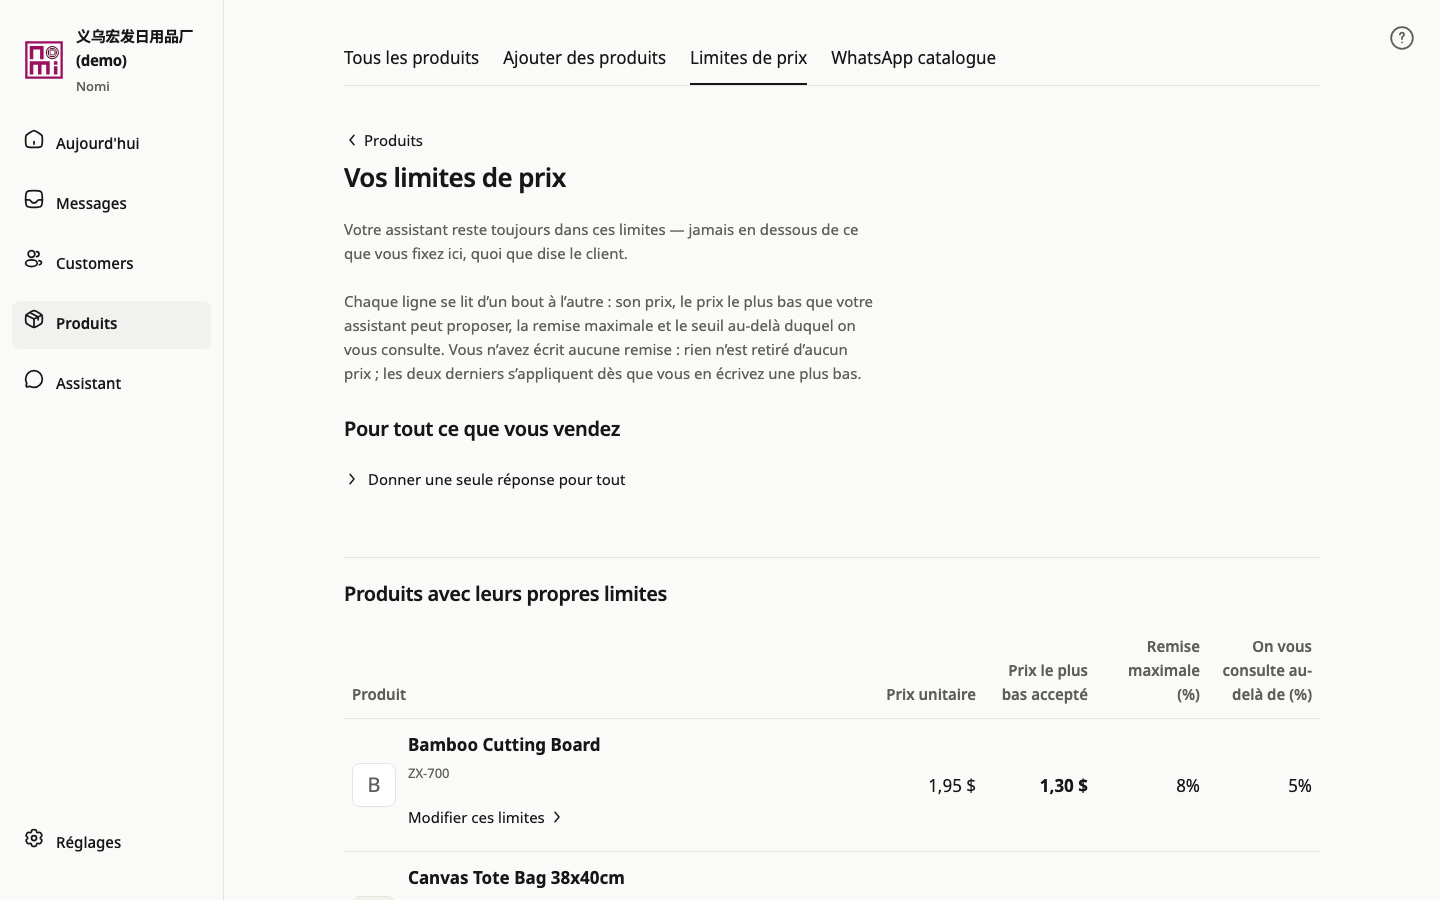 义乌宏发日用品厂
(demo)
Nomi
Aujourd'hui
Messages
Customers
Produits
Assistant
Réglages
Tous les produits
Ajouter des produits
Limites de prix
WhatsApp catalogue
Produits
Vos limites de prix
Votre assistant reste toujours dans ces limites — jamais en dessous de ce
que vous fixez ici, quoi que dise le client.
Chaque ligne se lit d’un bout à l’autre : son prix, le prix le plus bas que votre
assistant peut proposer, la remise maximale et le seuil au-delà duquel on
vous consulte. Vous n’avez écrit aucune remise : rien n’est retiré d’aucun
prix ; les deux derniers s’appliquent dès que vous en écrivez une plus bas.
Pour tout ce que vous vendez
Donner une seule réponse pour tout
Produits avec leurs propres limites
Produit
Prix unitaire
Prix le plus
bas accepté
Remise
maximale
(%)
On vous
consulte au-
delà de (%)
B
Bamboo Cutting Board
ZX-700
Modifier ces limites
1,95 $
1,30 $
8%
5%
Canvas Tote Bag 38x40cm